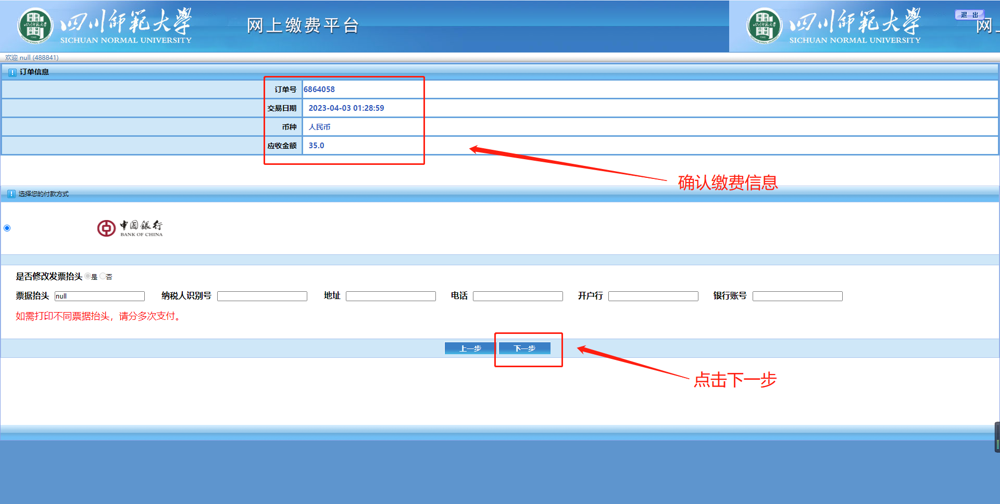 四川師範大學
SICHUAN NORMAL UNIVERSITY
网上缴费平台
四川師範大學
SICHUAN NORMAL UNIVERSITY
退 出
网上
欢迎 null (488841)
订单信息
订单号 6864058
交易日期 2023-04-03 01:28:59
币种 人民币
应收金额 35.0
确认缴费信息
选择您的付款方式
中国银行
BANK OF CHINA
是否修改发票抬头 是 否
票据抬头 null 纳税人识别号 地址 电话 开户行 银行账号
如需打印不同票据抬头，请分多次支付。
上一步 下一步
点击下一步